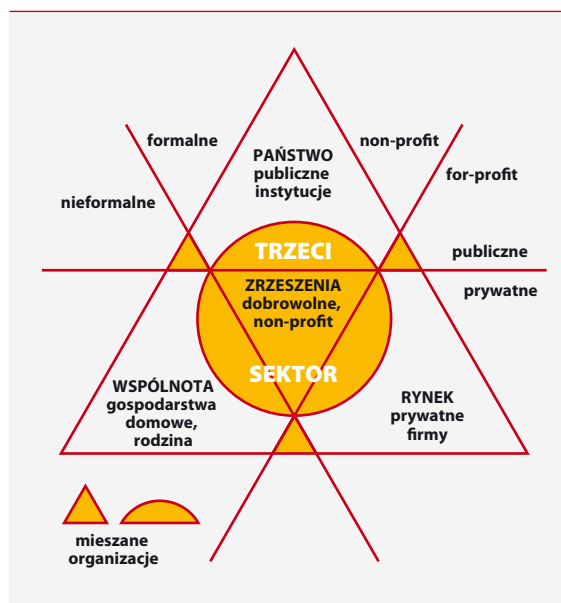 formalne
non-profit
PAŃSTWO
publiczne
instytucje
for-profit
nieformalne
TRZECI
publiczne
ZRZESZENIA
dobrowolne,
non-profit
prywatne
SEKTOR
WSPÓLNOTA
gospodarstwa
domowe,
rodzina
RYNEK
prywatne
firmy
mieszane
organizacje